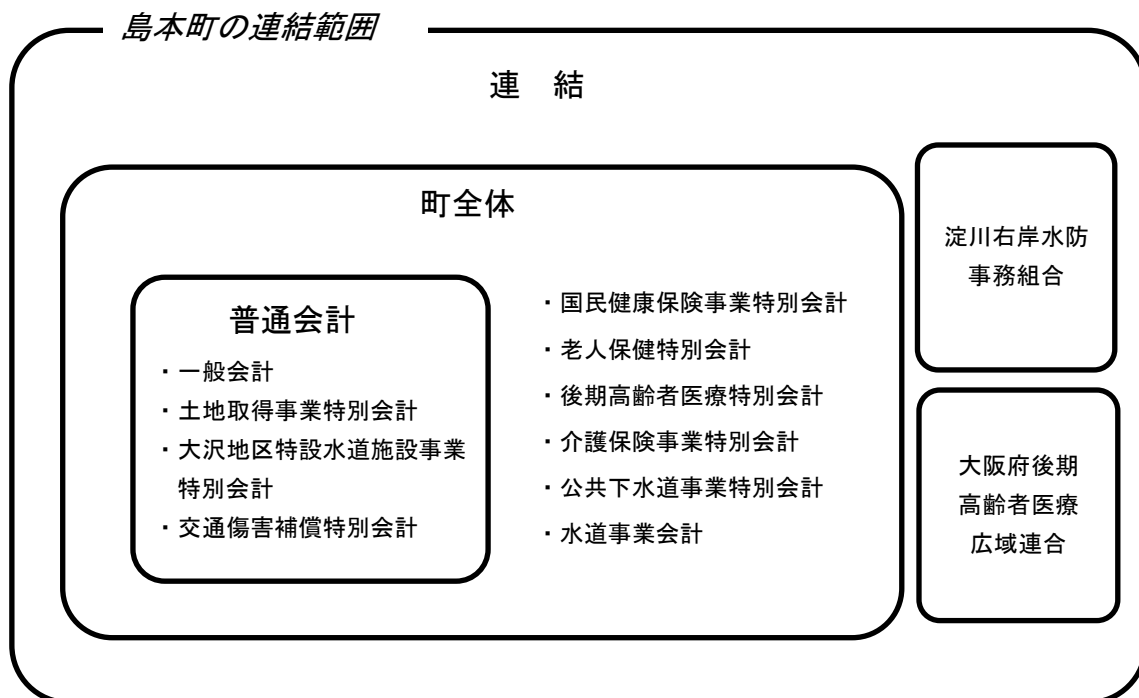 島本町の連結範囲
連　結
町全体
普通会計
・一般会計
・土地取得事業特別会計
・大沢地区特設水道施設事業
特別会計
・交通傷害補償特別会計
・国民健康保険事業特別会計
・老人保健特別会計
・後期高齢者医療特別会計
・介護保険事業特別会計
・公共下水道事業特別会計
・水道事業会計
淀川右岸水防
事務組合
大阪府後期
高齢者医療
広域連合